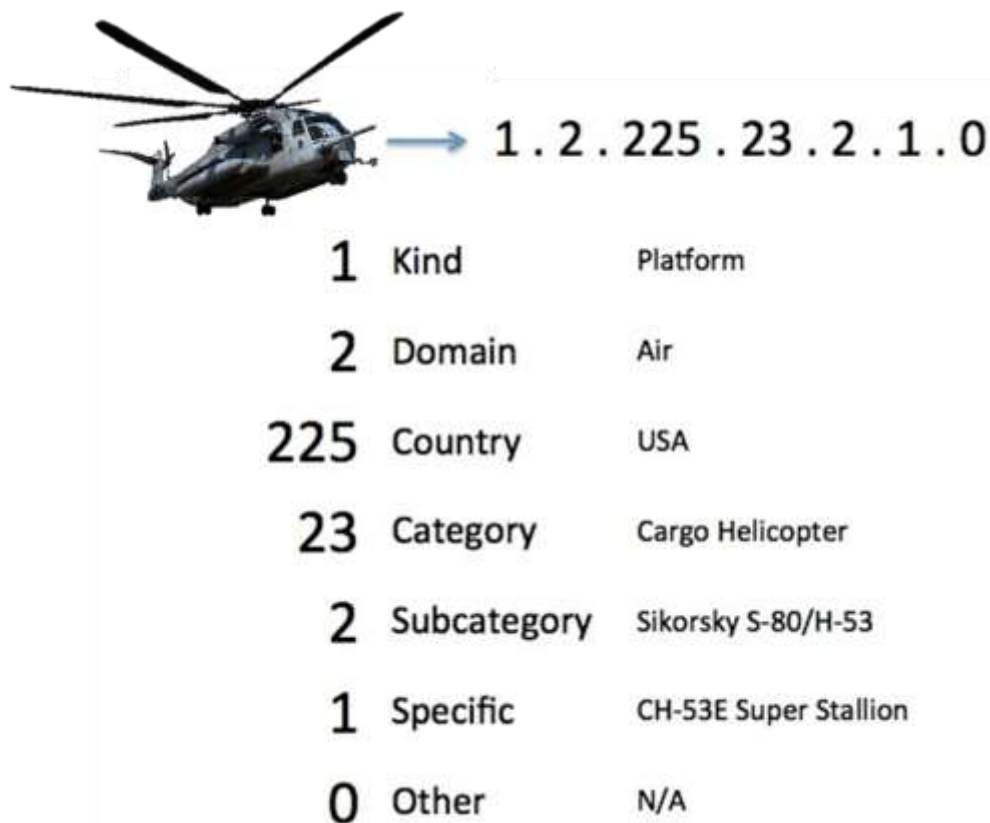 1 . 2 . 225 . 23 . 2 . 1 . 0
1 Kind Platform
2 Domain Air
225 Country USA
23 Category Cargo Helicopter
2 Subcategory Sikorsky S-80/H-53
1 Specific CH-53E Super Stallion
0 Other N/A